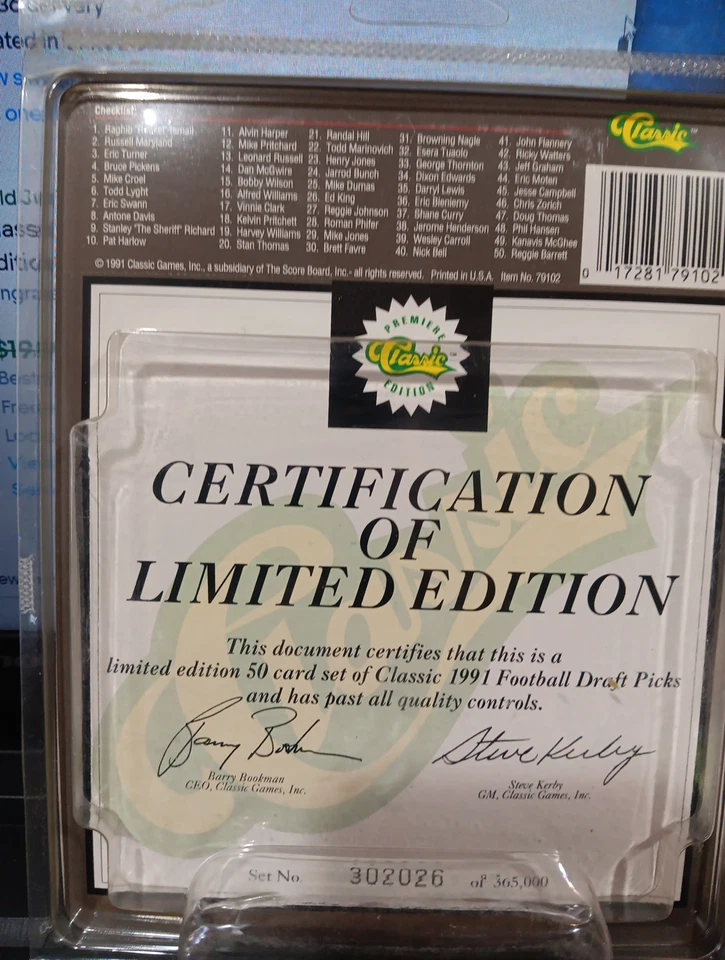 Checklist:
1. Raghib "Rocket" Ismail
2. Russell Maryland
3. Eric Turner
4. Bruce Pickens
5. Mike Croel
6. Todd Lyght
7. Eric Swann
8. Antone Davis
9. Stanley "The Sheriff" Richard
10. Pat Harlow
11. Alvin Harper
12. Mike Pritchard
13. Leonard Russell
14. Dan McGwire
15. Bobby Wilson
16. Alfred Williams
17. Vinnie Clark
18. Kelvin Pritchett
19. Harvey Williams
20. Stan Thomas
21. Randal Hill
22. Todd Marinovich
23. Henry Jones
24. Jarrod Bunch
25. Mike Dumas
26. Ed King
27. Reggie Johnson
28. Roman Phifer
29. Mike Jones
30. Brett Favre
31. Browning Nagle
32. Esera Tuaolo
33. George Thornton
34. Dixon Edwards
35. Darryl Lewis
36. Eric Bieniemy
37. Shane Curry
38. Jerome Henderson
39. Wesley Carroll
40. Nick Bell
41. John Flannery
42. Ricky Watters
43. Jeff Graham
44. Eric Moten
45. Jesse Campbell
46. Chris Zorich
47. Doug Thomas
48. Phil Hansen
49. Kanavis McGhee
50. Reggie Barrett
Classic™
0 17281 79102
© 1991 Classic Games, Inc., a subsidiary of The Score Board, Inc.- all rights reserved. Printed in U.S.A. Item No. 79102
PREMIERE
Classic™
EDITION
CERTIFICATION
OF
LIMITED EDITION
This document certifies that this is a
limited edition 50 card set of Classic 1991 Football Draft Picks
and has past all quality controls.
Barry Bookman
CEO, Classic Games, Inc.
Steve Kerby
Steve Kerby
GM, Classic Games, Inc.
Set No. 302026 of 365,000